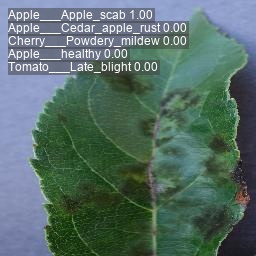 Apple___Apple_scab 1.00
Apple___Cedar_apple_rust 0.00
Cherry___Powdery_mildew 0.00
Apple___healthy 0.00
Tomato___Late_blight 0.00